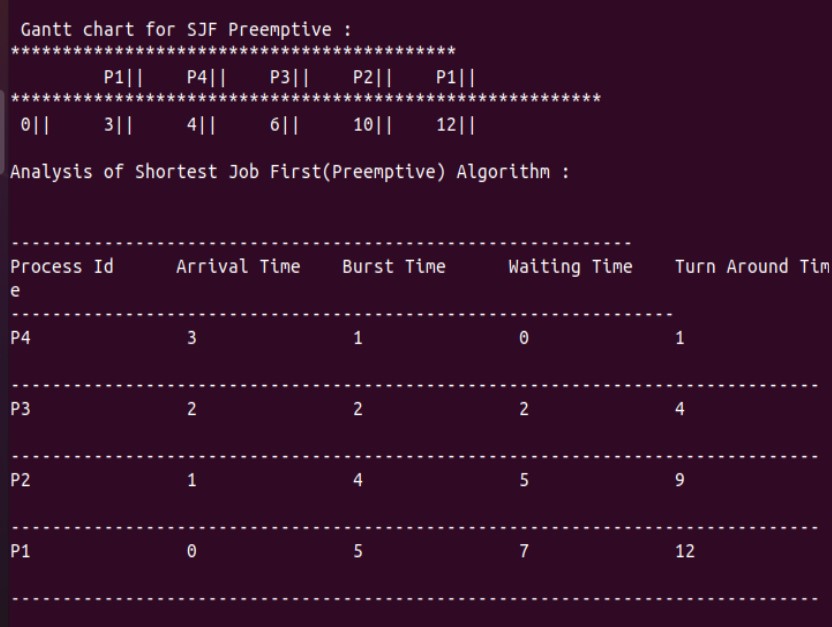 Gantt chart for SJF Preemptive :
*******************************************
P1|| P4|| P3|| P2|| P1||
*********************************************************
0|| 3|| 4|| 6|| 10|| 12||
Analysis of Shortest Job First(Preemptive) Algorithm :
------------------------------------------------------------
Process Id Arrival Time Burst Time Waiting Time Turn Around Tim
e
----------------------------------------------------------------
P4 3 1 0 1
------------------------------------------------------------------------------
P3 2 2 2 4
------------------------------------------------------------------------------
P2 1 4 5 9
------------------------------------------------------------------------------
P1 0 5 7 12
------------------------------------------------------------------------------